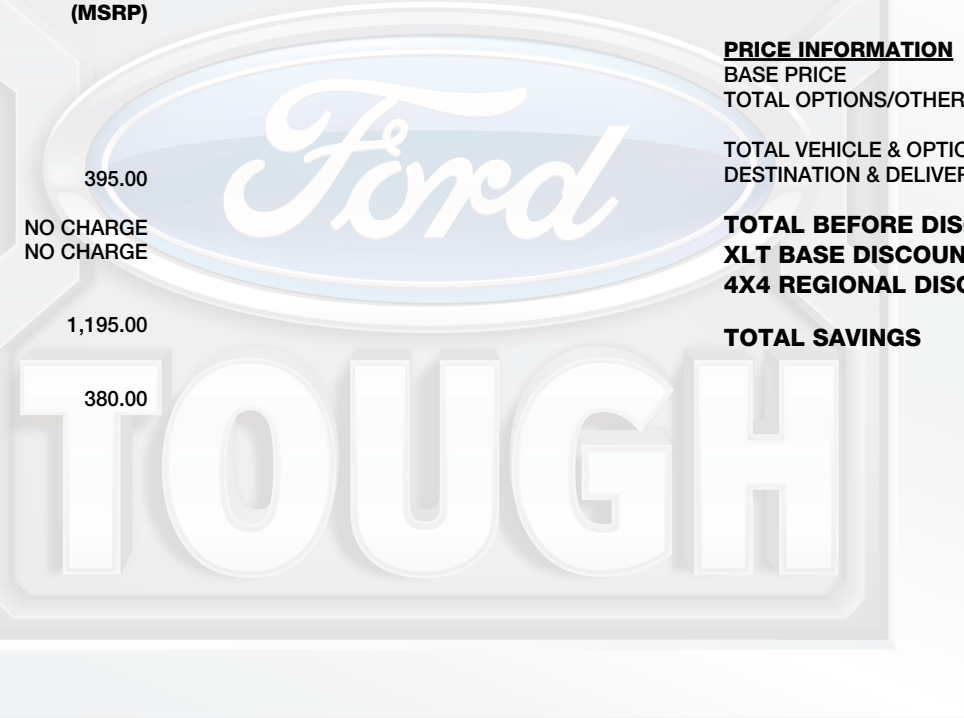 (MSRP)
395.00
NO CHARGE
NO CHARGE
1,195.00
380.00
PRICE INFORMATION
BASE PRICE
TOTAL OPTIONS/OTHER
TOTAL VEHICLE & OPTIO
DESTINATION & DELIVER
TOTAL BEFORE DISC
XLT BASE DISCOUN
4X4 REGIONAL DISC
TOTAL SAVINGS
Ford
TOUGH